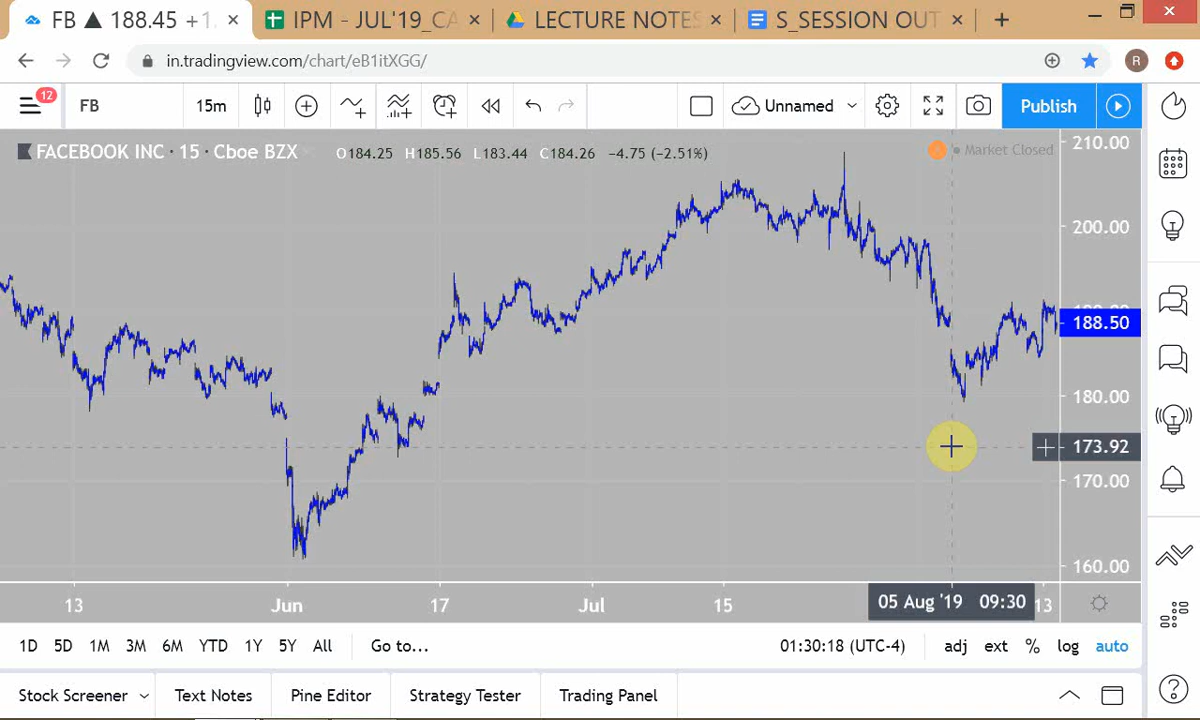 FB ▲ 188.45 +1. × IPM - JUL'19_CA × LECTURE NOTES × S_SESSION OUT × +
in.tradingview.com/chart/eB1itXGG/ R
12 FB 15m Unnamed Publish
FACEBOOK INC · 15 · Cboe BZX O184.25 H185.56 L183.44 C184.26 −4.75 (−2.51%) Market Closed
210.00
200.00
188.50
180.00
173.92
170.00
160.00
13 Jun 17 Jul 15 05 Aug '19 09:30 13
1D 5D 1M 3M 6M YTD 1Y 5Y All Go to... 01:30:18 (UTC-4) adj ext % log auto
Stock Screener Text Notes Pine Editor Strategy Tester Trading Panel